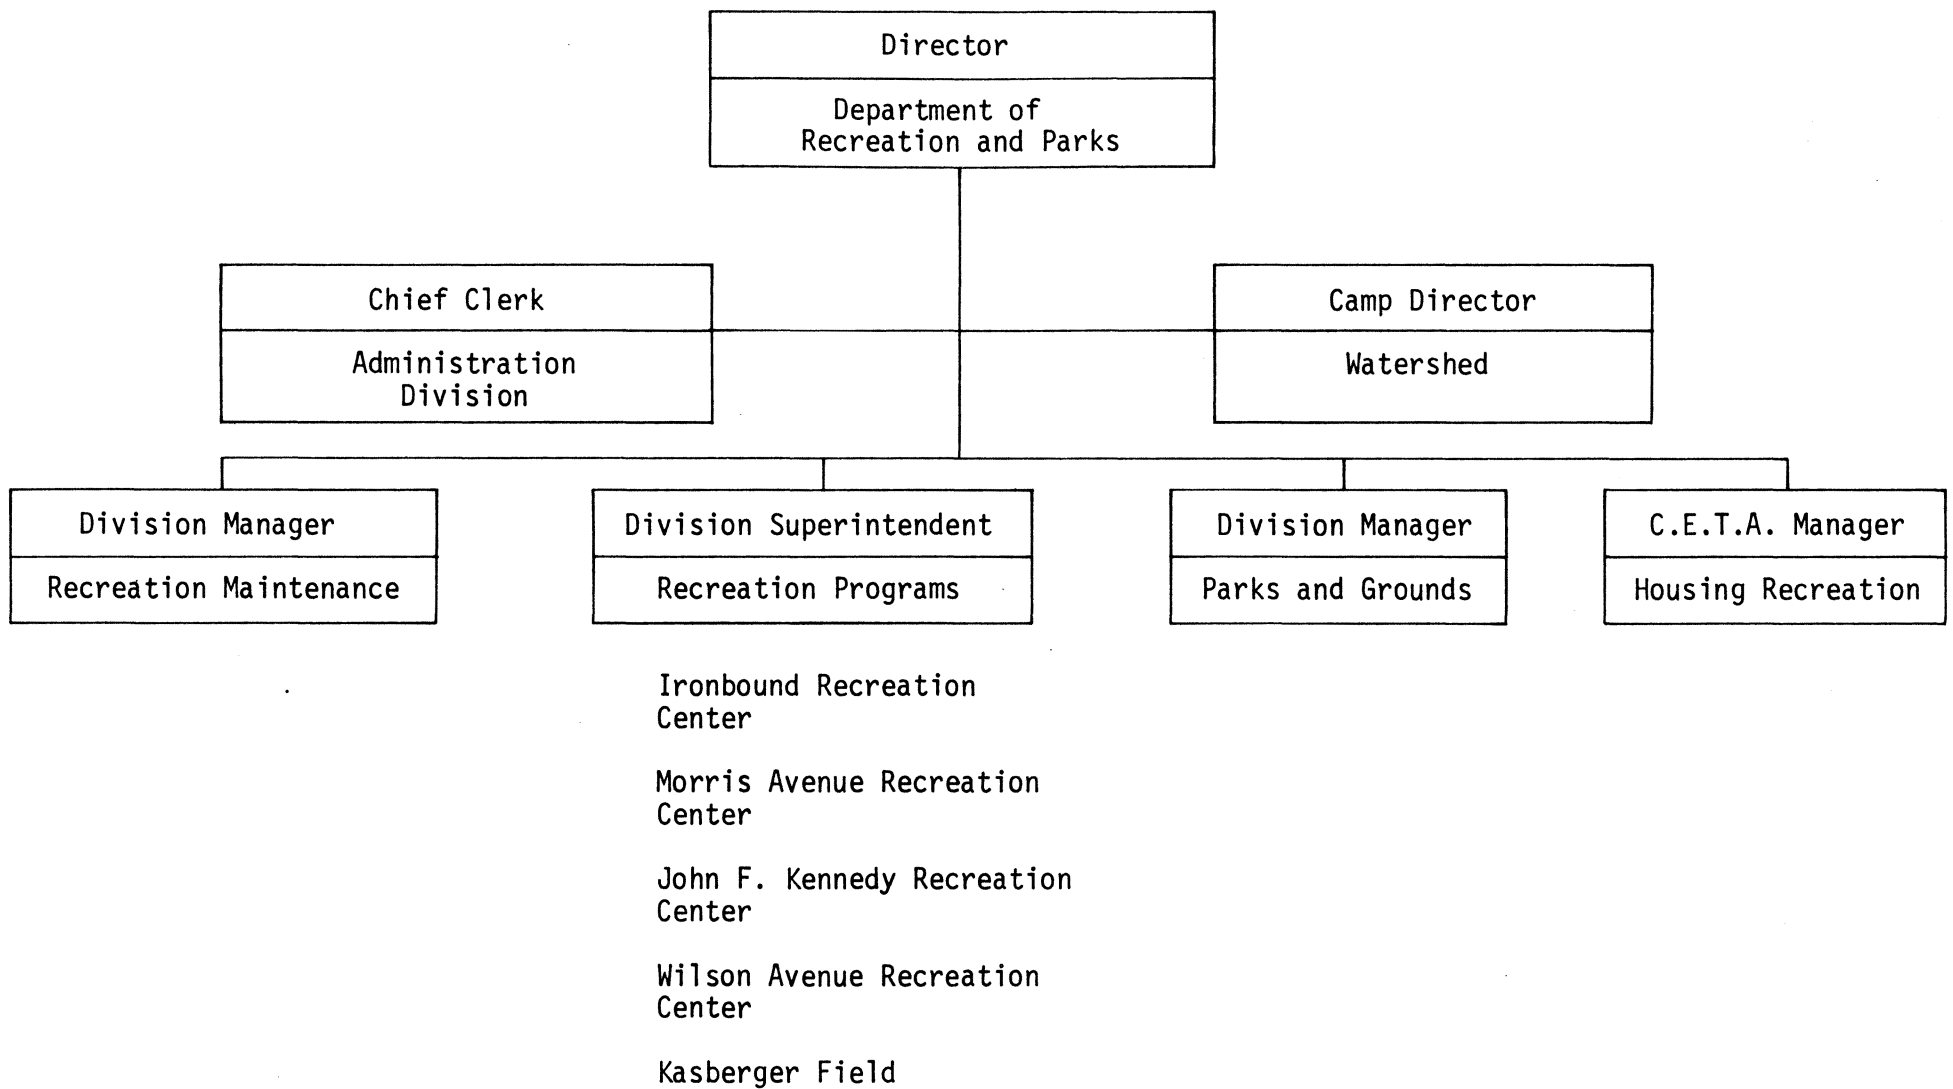 Director
Department of
Recreation and Parks
Chief Clerk
Administration
Division
Camp Director
Watershed
Division Manager
Recreation Maintenance
Division Superintendent
Recreation Programs
Division Manager
Parks and Grounds
C.E.T.A. Manager
Housing Recreation
Ironbound Recreation
Center
Morris Avenue Recreation
Center
John F. Kennedy Recreation
Center
Wilson Avenue Recreation
Center
Kasberger Field